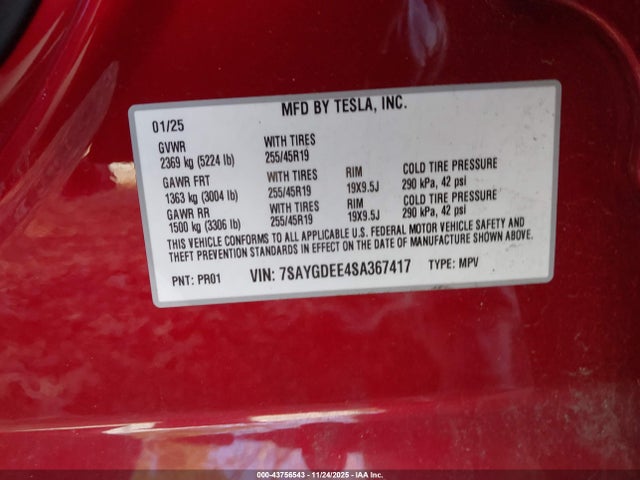 MFD BY TESLA, INC.
01/25
GVWR WITH TIRES
2369 kg (5224 lb) 255/45R19
GAWR FRT WITH TIRES RIM COLD TIRE PRESSURE
1363 kg (3004 lb) 255/45R19 19X9.5J 290 kPa, 42 psi
GAWR RR WITH TIRES RIM COLD TIRE PRESSURE
1500 kg (3306 lb) 255/45R19 19X9.5J 290 kPa, 42 psi
THIS VEHICLE CONFORMS TO ALL APPLICABLE U.S. FEDERAL MOTOR VEHICLE SAFETY AND
THEFT PREVENTION STANDARDS IN EFFECT ON THE DATE OF MANUFACTURE SHOWN ABOVE.
PNT: PR01 VIN: 7SAYGDEE4SA367417 TYPE: MPV
000-43756543 - 11/24/2025 - IAA Inc.